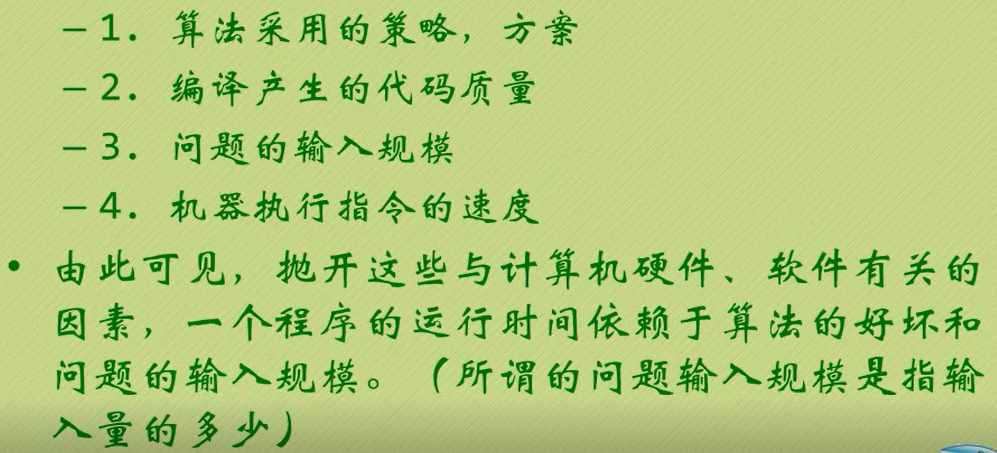 – 1. 算法采用的策略，方案
– 2. 编译产生的代码质量
– 3. 问题的输入规模
– 4. 机器执行指令的速度
• 由此可见，抛开这些与计算机硬件、软件有关的
因素，一个程序的运行时间依赖于算法的好坏和
问题的输入规模。（所谓的问题输入规模是指输
入量的多少）